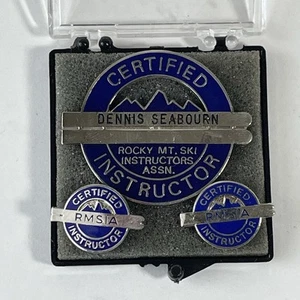 CERTIFIED
DENNIS SEABOURN
ROCKY MT. SKI
INSTRUCTORS
ASSN.
INSTRUCTOR
CERTIFIED
RMSIA
INSTRUCTOR
CERTIFIED
RMSIA
INSTRUCTOR